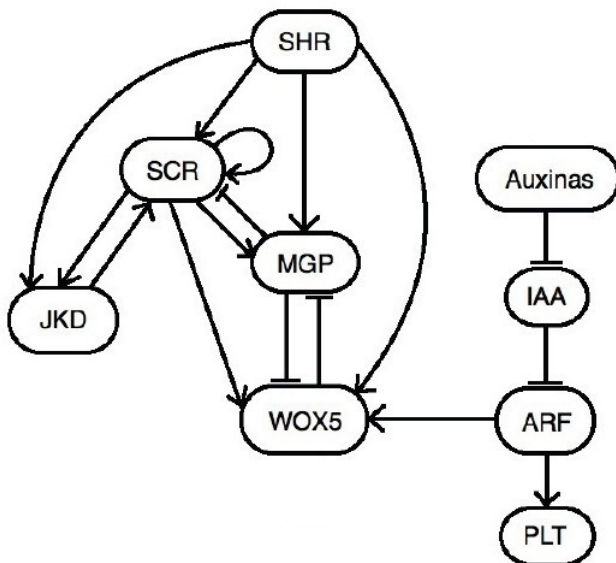 SHR
SCR
Auxinas
MGP
IAA
JKD
WOX5
ARF
PLT